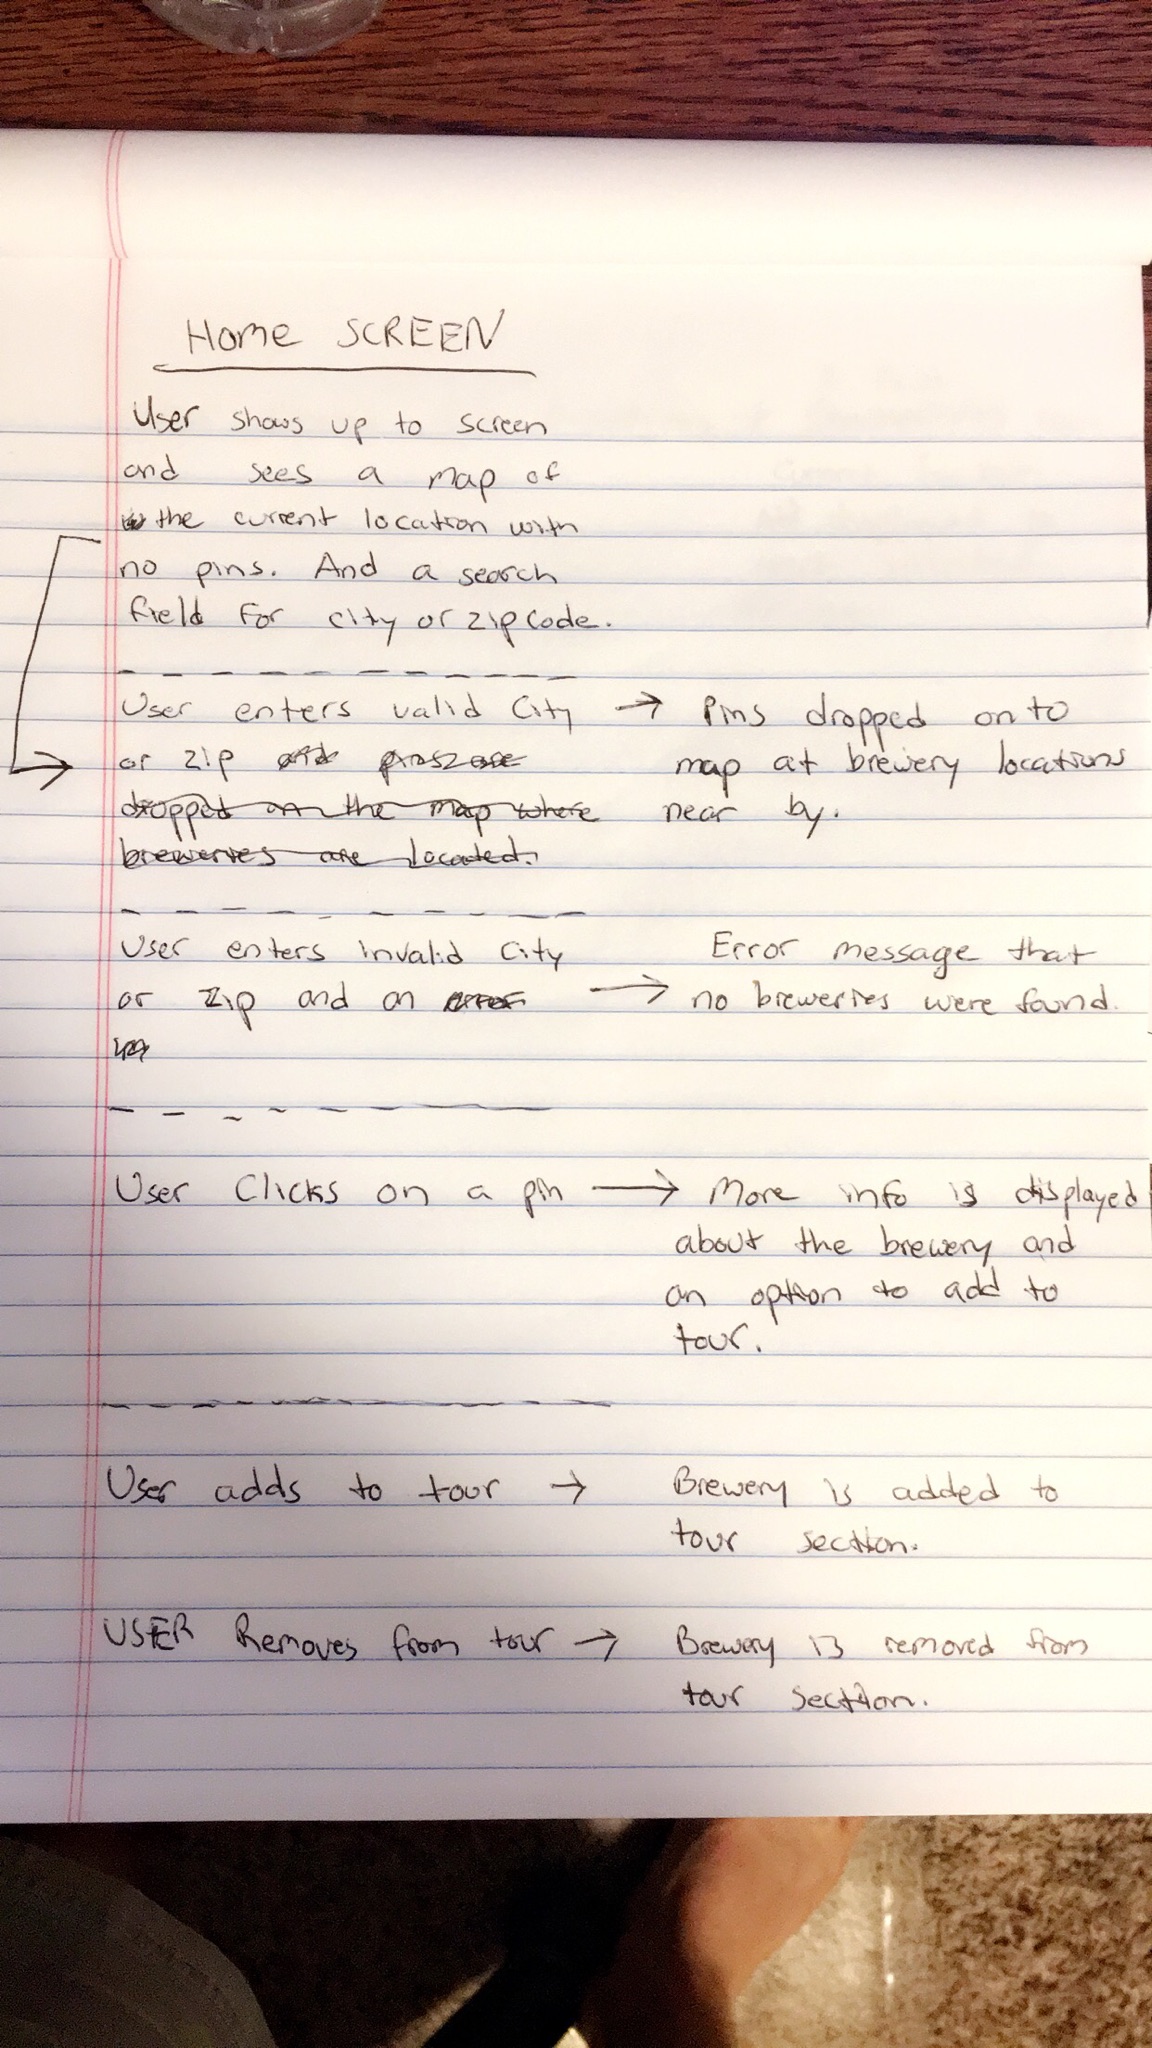 Home SCREEN
User shows up to screen
and sees a map of
the current location with
no pins. And a search
field for city or zipcode.
User enters valid City → Pins dropped on to
or zip and pins are map at brewery locations
dropped on the map where near by.
breweries are located.
User enters invalid City Error message that
or zip and an error → no breweries were found.
User Clicks on a pin → More info is displayed
about the brewery and
an option to add to
tour.
User adds to tour → Brewery is added to
tour section.
USER Removes from tour → Brewery is removed from
tour section.